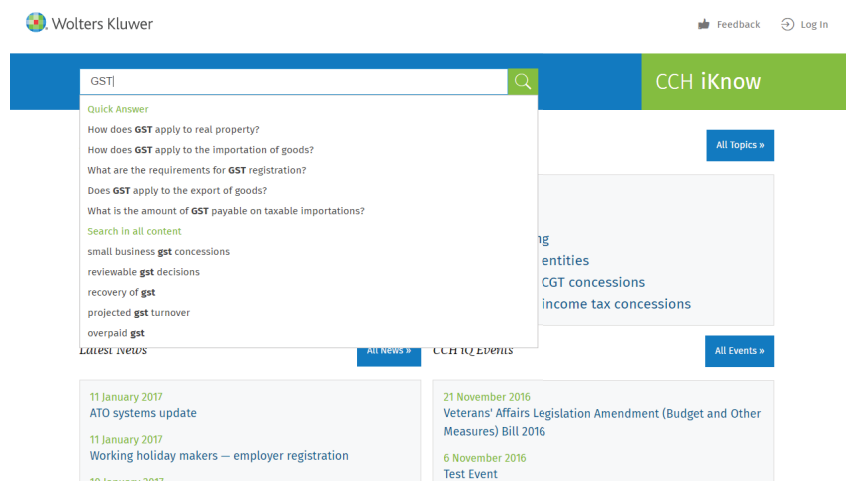 Wolters Kluwer
Feedback
Log In
GST
CCH iKnow
Quick Answer
How does GST apply to real property?
How does GST apply to the importation of goods?
What are the requirements for GST registration?
Does GST apply to the export of goods?
What is the amount of GST payable on taxable importations?
Search in all content
small business gst concessions
reviewable gst decisions
recovery of gst
projected gst turnover
overpaid gst
All Topics »
entities
CGT concessions
income tax concessions
Latest News
All News »
CCH iQ Events
All Events »
11 January 2017
ATO systems update
11 January 2017
Working holiday makers — employer registration
10 January 2017
21 November 2016
Veterans' Affairs Legislation Amendment (Budget and Other
Measures) Bill 2016
6 November 2016
Test Event